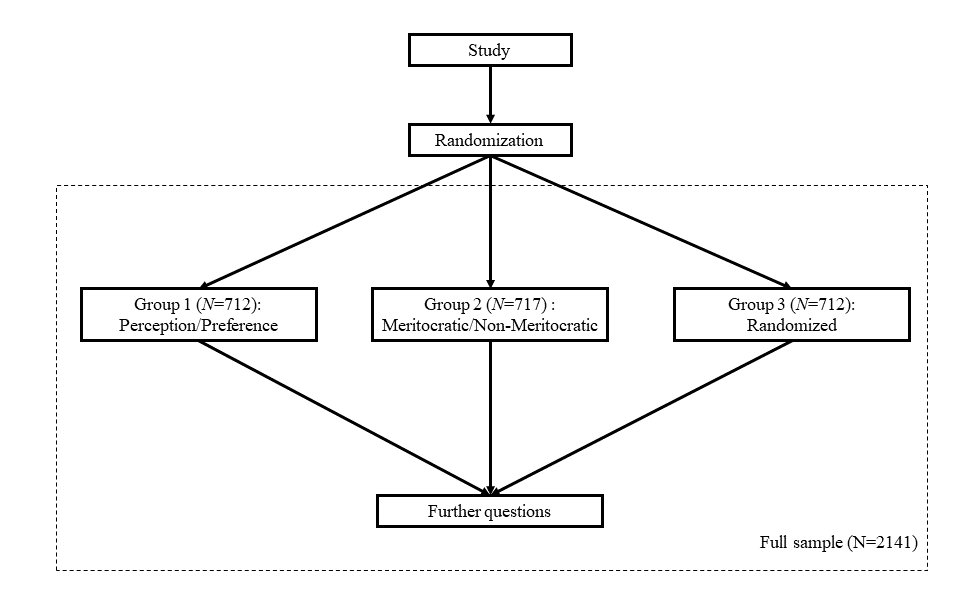 Study
Randomization
Group 1 (N=712):
Perception/Preference
Group 2 (N=717) :
Meritocratic/Non-Meritocratic
Group 3 (N=712):
Randomized
Further questions
Full sample (N=2141)